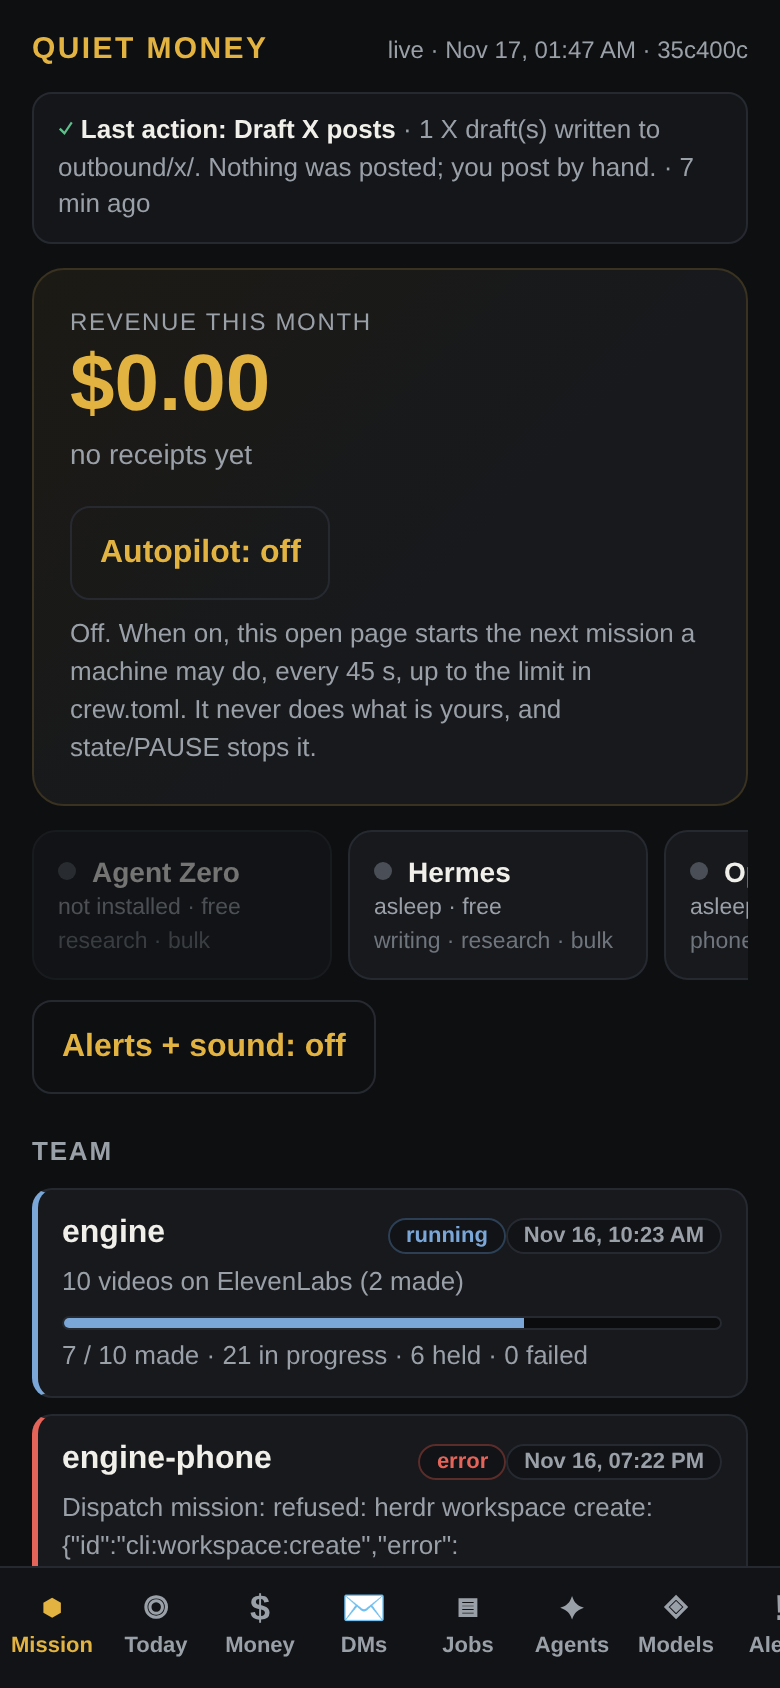 QUIET MONEY
live · Nov 17, 01:47 AM · 35c400c
✓ Last action: Draft X posts · 1 X draft(s) written to
outbound/x/. Nothing was posted; you post by hand. · 7
min ago
REVENUE THIS MONTH
$0.00
no receipts yet
Autopilot: off
Off. When on, this open page starts the next mission a
machine may do, every 45 s, up to the limit in
crew.toml. It never does what is yours, and
state/PAUSE stops it.
Agent Zero
not installed · free
research · bulk
Hermes
asleep · free
writing · research · bulk
asleep
phone
Alerts + sound: off
TEAM
engine
running
Nov 16, 10:23 AM
10 videos on ElevenLabs (2 made)
7 / 10 made · 21 in progress · 6 held · 0 failed
engine-phone
error
Nov 16, 07:22 PM
Dispatch mission: refused: herdr workspace create:
{"id":"cli:workspace:create","error":
Mission
Today
$
Money
DMs
Jobs
Agents
Models